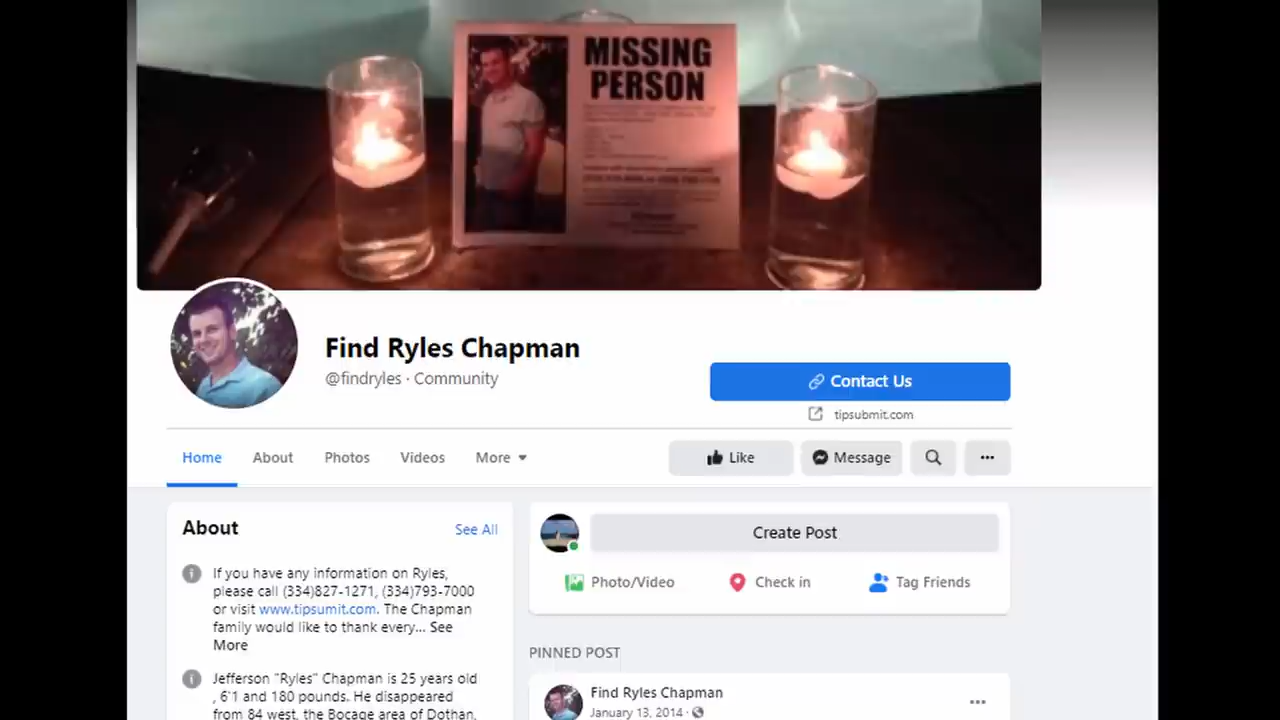 MISSING
PERSON
Find Ryles Chapman
@findryles · Community
Contact Us
tipsubmit.com
Home
About
Photos
Videos
More
Like
Message
About
See All
If you have any information on Ryles,
please call (334)827-1271, (334)793-7000
or visit www.tipsumit.com. The Chapman
family would like to thank every... See
More
Jefferson "Ryles" Chapman is 25 years old
, 6'1 and 180 pounds. He disappeared
from 84 west, the Bocage area of Dothan,
Create Post
Photo/Video
Check in
Tag Friends
PINNED POST
Find Ryles Chapman
January 13, 2014 ·